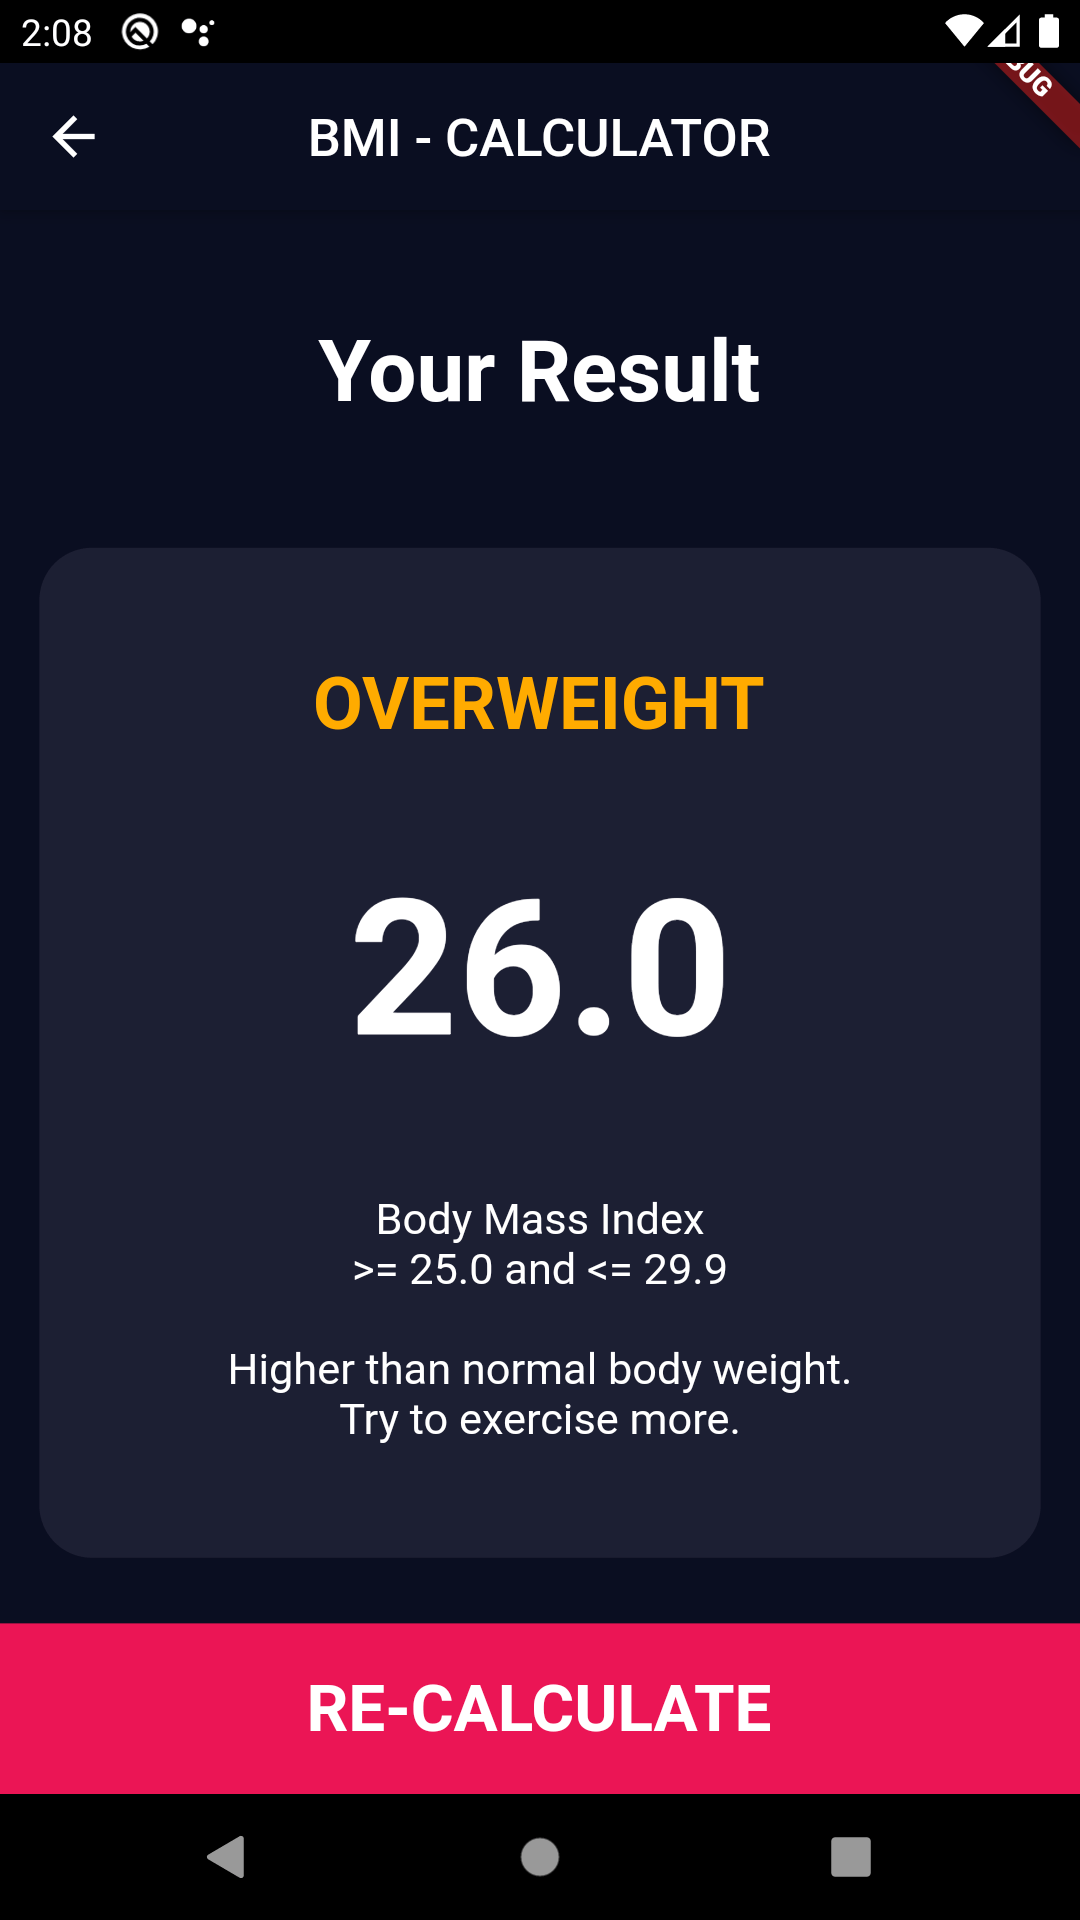 2:08
BMI - CALCULATOR
Your Result
OVERWEIGHT
26.0
Body Mass Index
>= 25.0 and <= 29.9
Higher than normal body weight.
Try to exercise more.
RE-CALCULATE